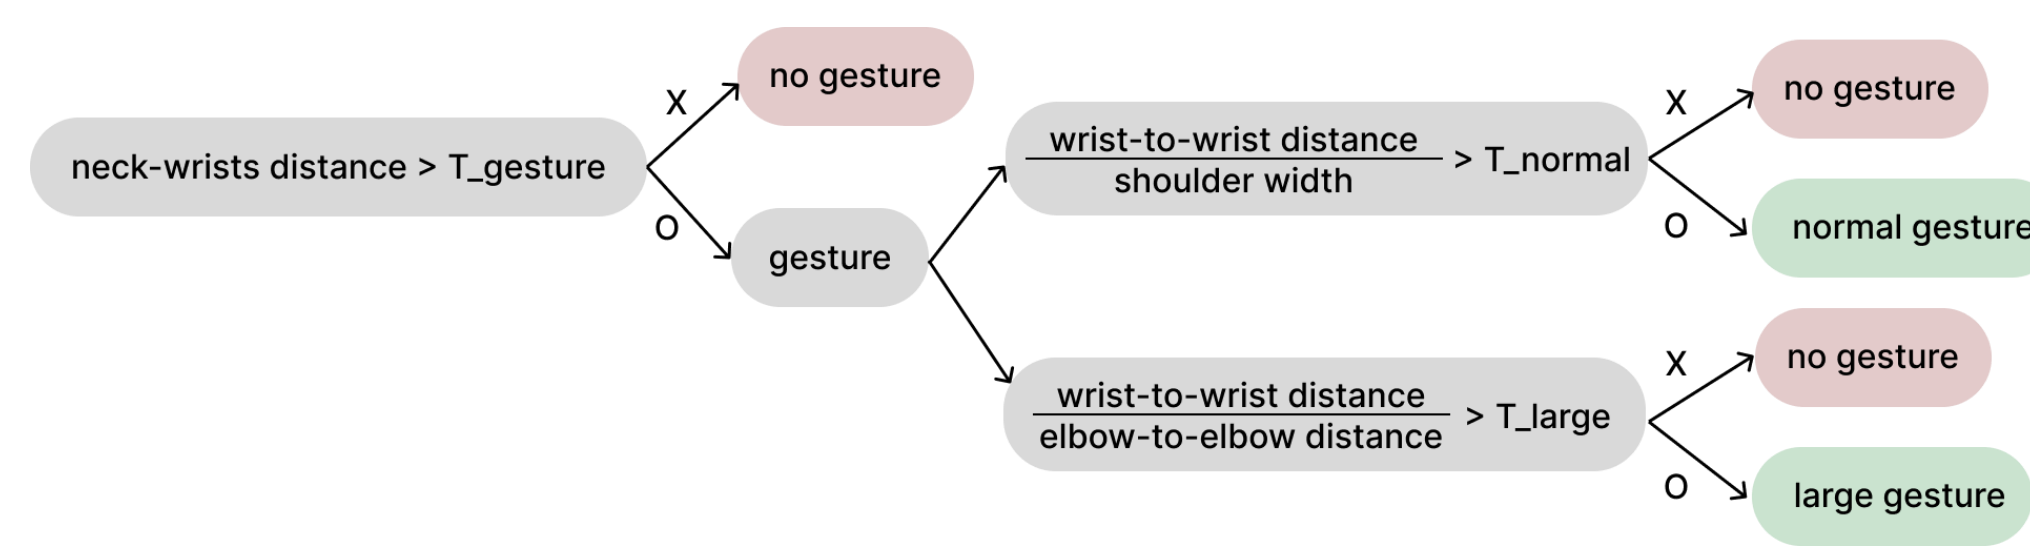 neck-wrists distance > T_gesture
X
no gesture
O
gesture
wrist-to-wrist distance
shoulder width
> T_normal
X
no gesture
O
normal gesture
wrist-to-wrist distance
elbow-to-elbow distance
> T_large
X
no gesture
O
large gesture